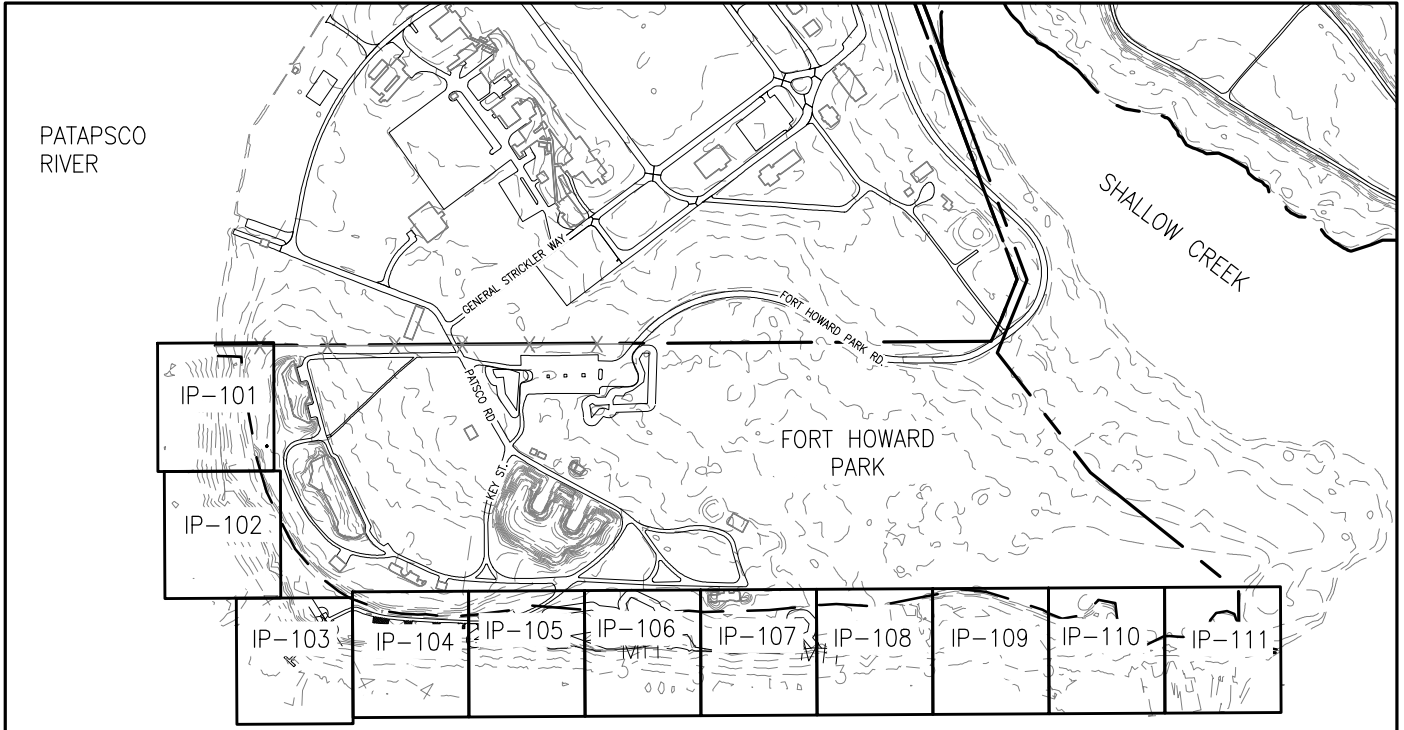 PATAPSCO
RIVER
SHALLOW CREEK
GENERAL STRICKLER WAY
FORT HOWARD PARK RD
PATSCO RD
KEY ST.
FORT HOWARD
PARK
IP-101
IP-102
IP-103
IP-104
IP-105
IP-106
IP-107
IP-108
IP-109
IP-110
IP-111